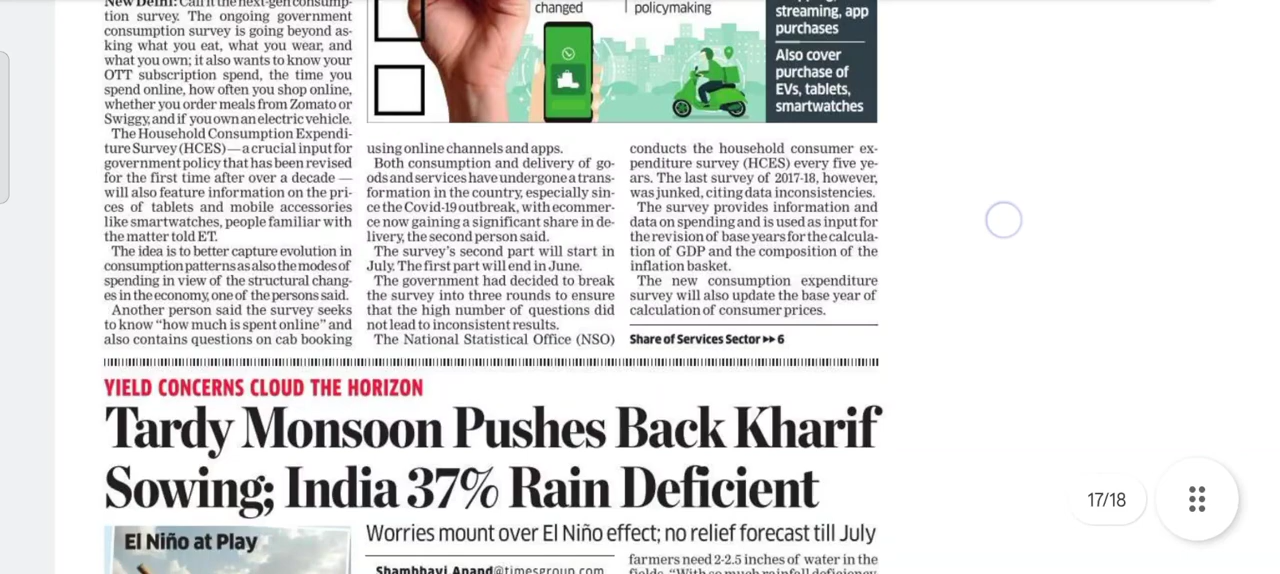 New Delhi: Call it the next-gen consump-
tion survey. The ongoing government
consumption survey is going beyond as-
king what you eat, what you wear, and
what you own; it also wants to know your
OTT subscription spend, the time you
spend online, how often you shop online,
whether you order meals from Zomato or
Swiggy, and if you own an electric vehicle.
The Household Consumption Expendi-
ture Survey (HCES) — a crucial input for
government policy that has been revised
for the first time after over a decade —
will also feature information on the pri-
ces of tablets and mobile accessories
like smartwatches, people familiar with
the matter told ET.
The idea is to better capture evolution in
consumption patterns as also the modes of
spending in view of the structural chang-
es in the economy, one of the persons said.
Another person said the survey seeks
to know “how much is spent online” and
also contains questions on cab booking
changed
policymaking
streaming, app
purchases
Also cover
purchase of
EVs, tablets,
smartwatches
using online channels and apps.
Both consumption and delivery of go-
ods and services have undergone a trans-
formation in the country, especially sin-
ce the Covid-19 outbreak, with ecommer-
ce now gaining a significant share in de-
livery, the second person said.
The survey's second part will start in
July. The first part will end in June.
The government had decided to break
the survey into three rounds to ensure
that the high number of questions did
not lead to inconsistent results.
The National Statistical Office (NSO)
conducts the household consumer ex-
penditure survey (HCES) every five ye-
ars. The last survey of 2017-18, however,
was junked, citing data inconsistencies.
The survey provides information and
data on spending and is used as input for
the revision of base years for the calcula-
tion of GDP and the composition of the
inflation basket.
The new consumption expenditure
survey will also update the base year of
calculation of consumer prices.
Share of Services Sector ▸▸ 6
YIELD CONCERNS CLOUD THE HORIZON
Tardy Monsoon Pushes Back Kharif
Sowing; India 37% Rain Deficient
El Niño at Play
Worries mount over El Niño effect; no relief forecast till July
Shambhavi Anand@timesgroup.com
farmers need 2-2.5 inches of water in the
fields. “With so much rainfall deficiency,
17/18